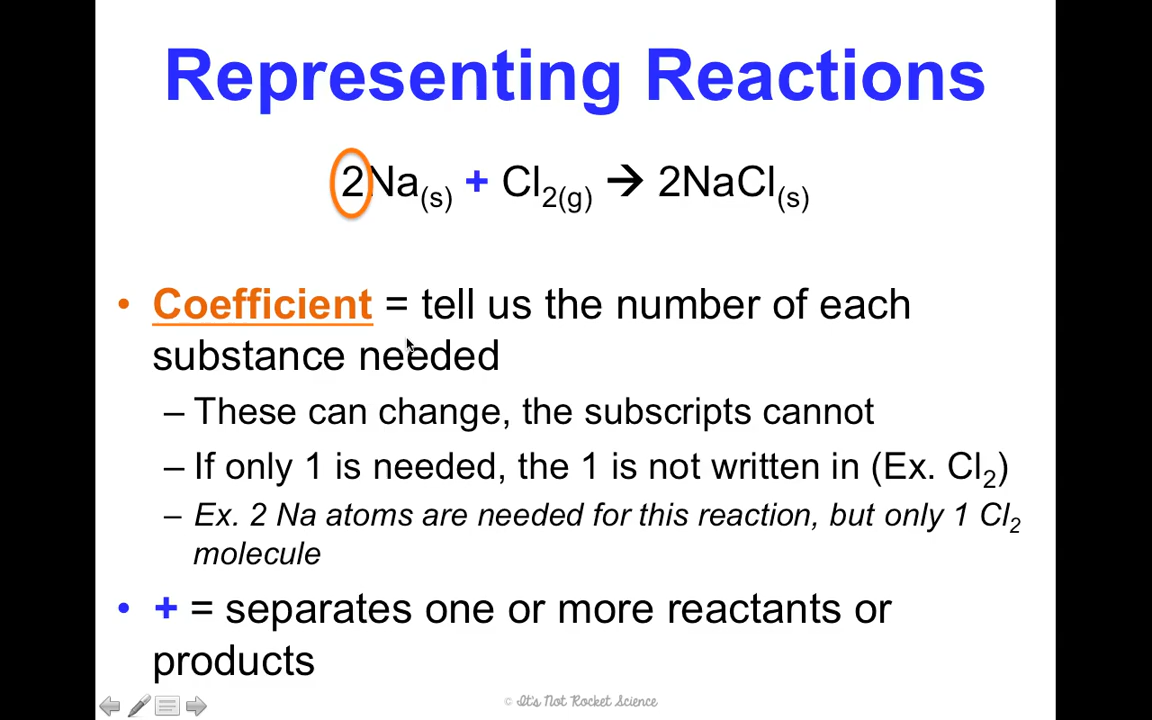 Representing Reactions
2Na(s) + Cl2(g) → 2NaCl(s)
• Coefficient = tell us the number of each
substance needed
– These can change, the subscripts cannot
– If only 1 is needed, the 1 is not written in (Ex. Cl2)
– Ex. 2 Na atoms are needed for this reaction, but only 1 Cl2
molecule
• + = separates one or more reactants or
products
© It's Not Rocket Science